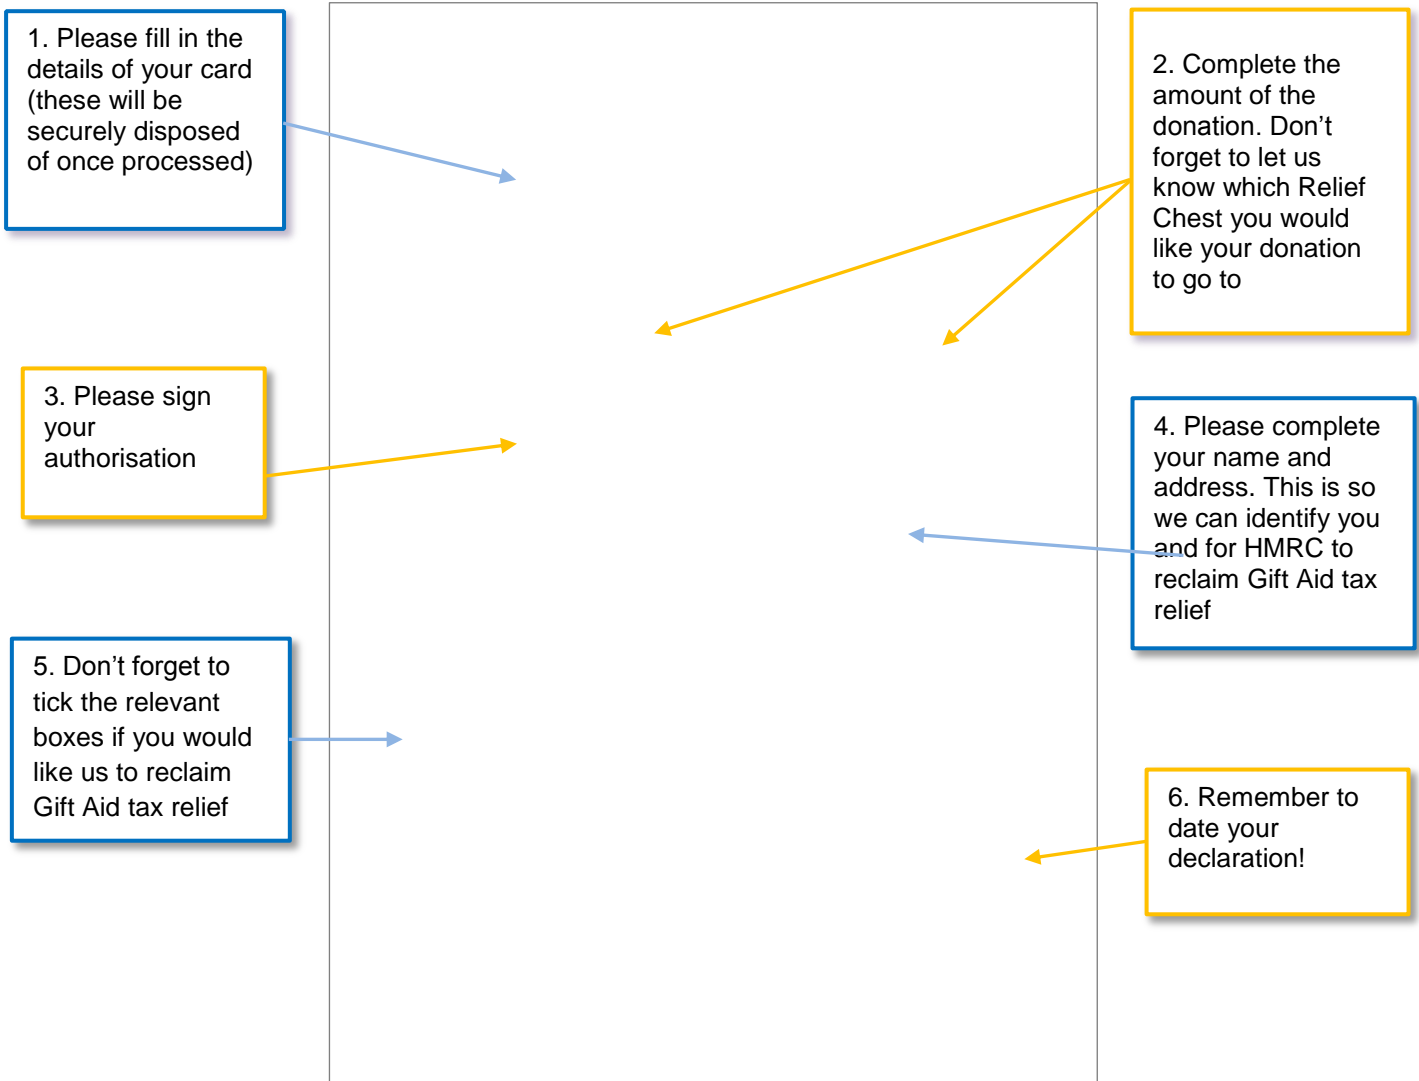 1. Please fill in the
details of your card
(these will be
securely disposed
of once processed)
2. Complete the
amount of the
donation. Don’t
forget to let us
know which Relief
Chest you would
like your donation
to go to
3. Please sign
your
authorisation
4. Please complete
your name and
address. This is so
we can identify you
and for HMRC to
reclaim Gift Aid tax
relief
5. Don’t forget to
tick the relevant
boxes if you would
like us to reclaim
Gift Aid tax relief
6. Remember to
date your
declaration!